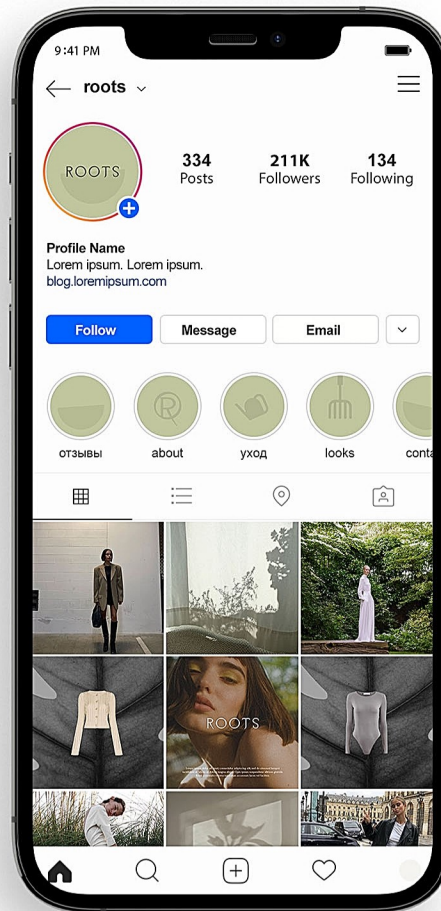 9:41 PM
roots
ROOTS
334
Posts
211K
Followers
134
Following
Profile Name
Lorem ipsum. Lorem ipsum.
blog.loremipsum.com
Follow
Message
Email
отзывы
about
уход
looks
conta
ROOTS